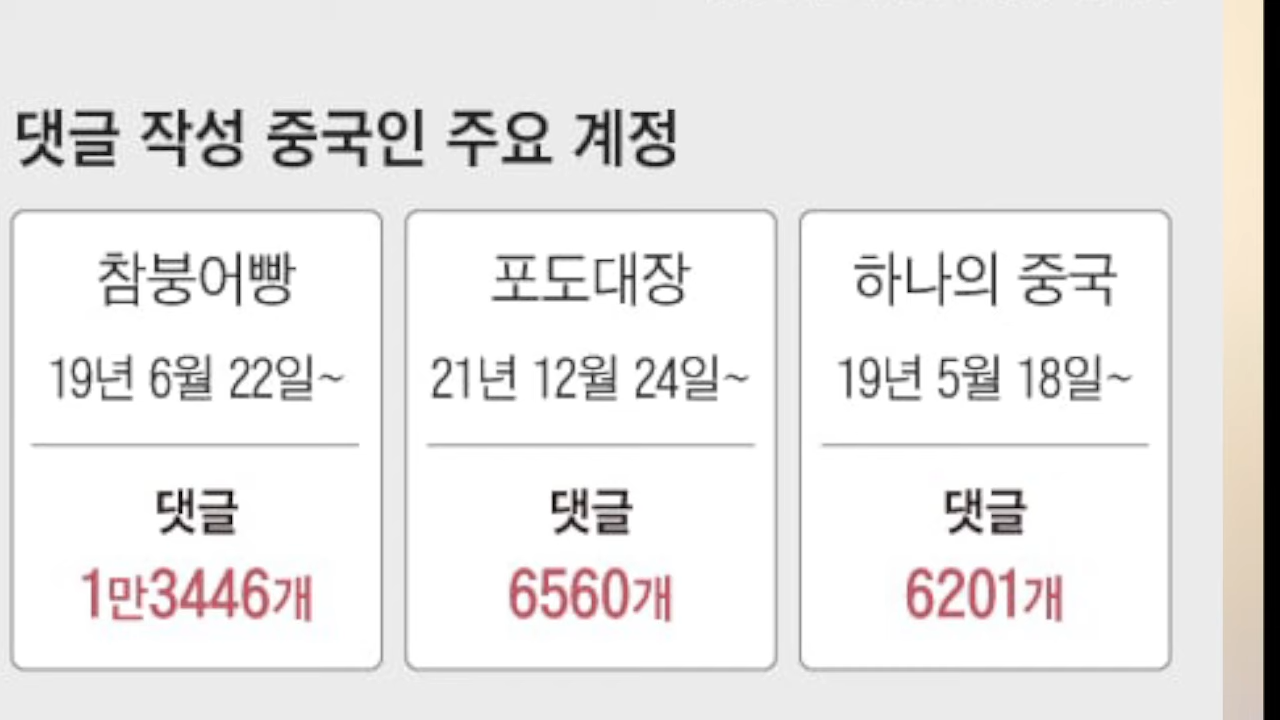 댓글 작성 중국인 주요 계정
참붕어빵
19년 6월 22일~
댓글
1만3446개
포도대장
21년 12월 24일~
댓글
6560개
하나의 중국
19년 5월 18일~
댓글
6201개